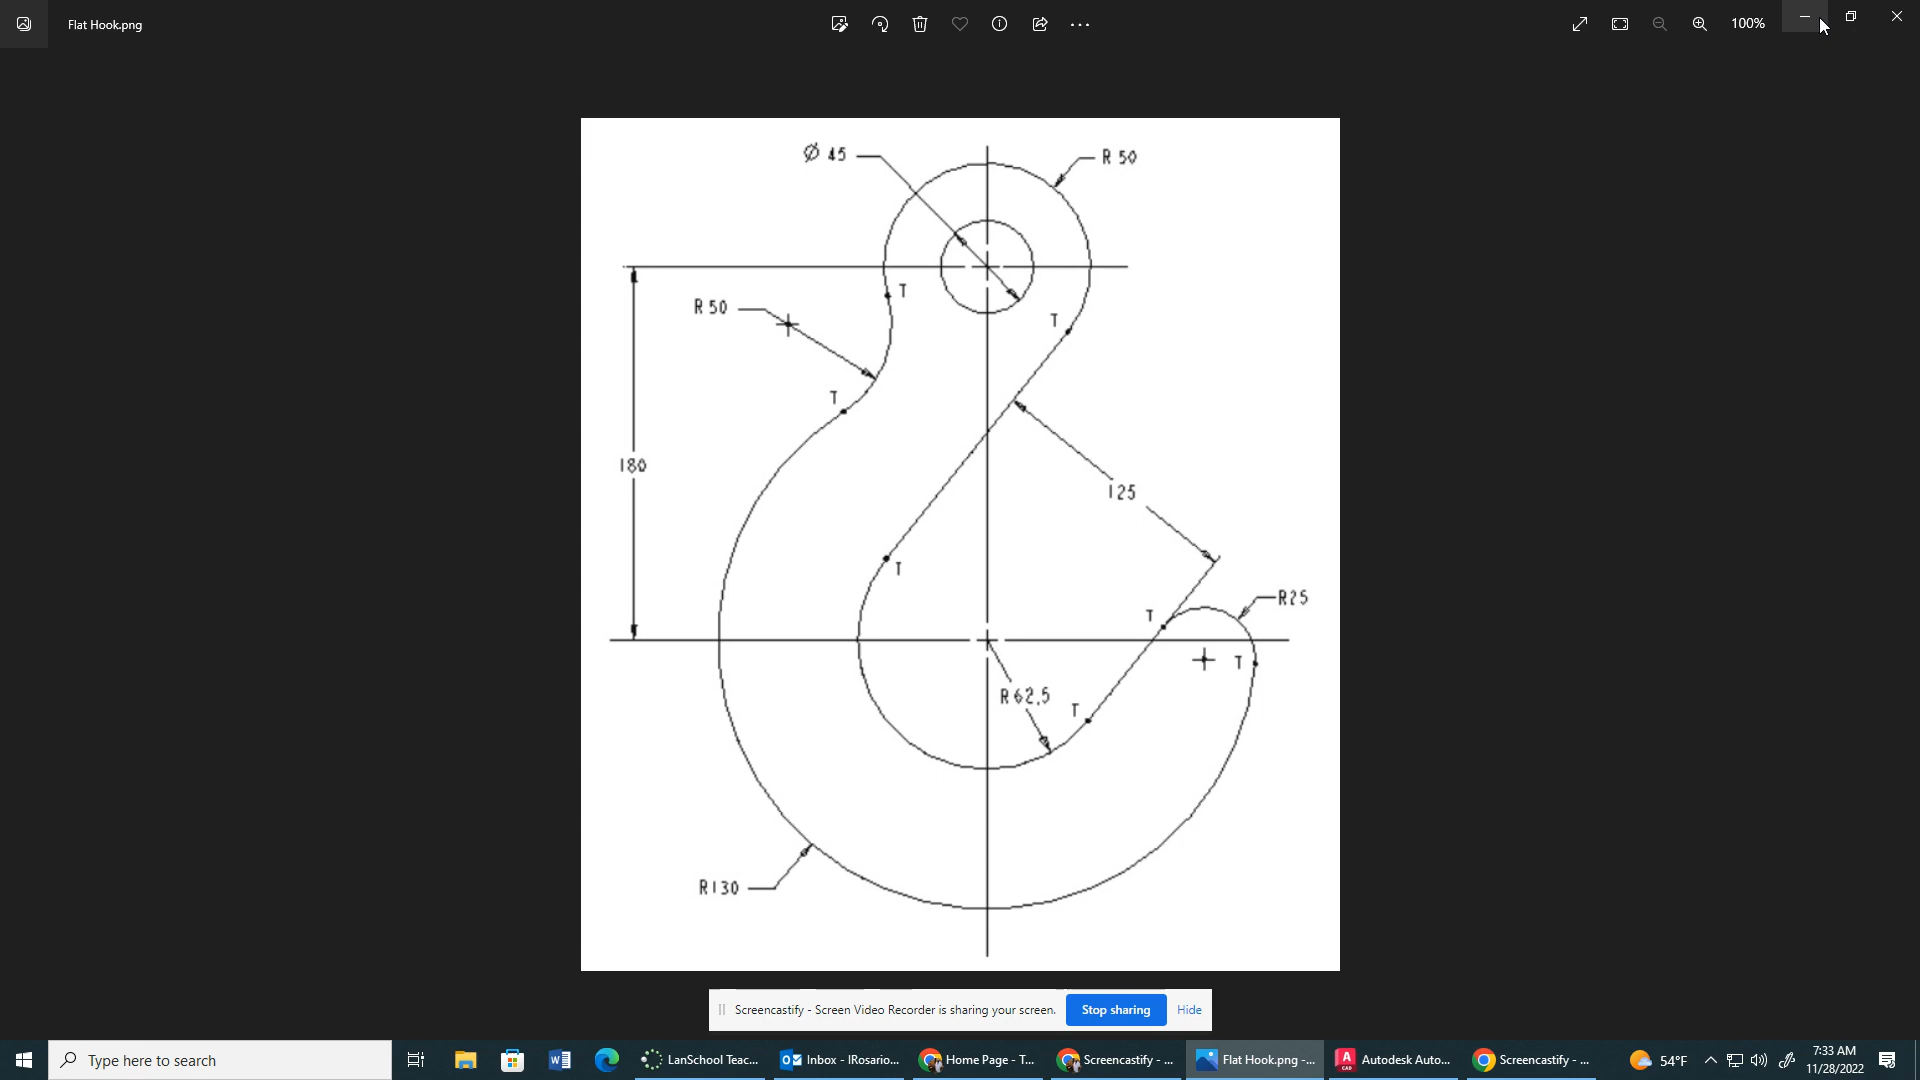 Flat Hook.png
100%
Ø 45
R 50
T
R 50
T
T
180
125
T
R25
T
T
R62,5
T
R130
Screencastify - Screen Video Recorder is sharing your screen.
Stop sharing
Hide
Type here to search
LanSchool Teac...
Inbox - IRosario...
Home Page - T...
Screencastify - ...
Flat Hook.png -...
Autodesk Auto...
Screencastify - ...
54°F
7:33 AM
11/28/2022